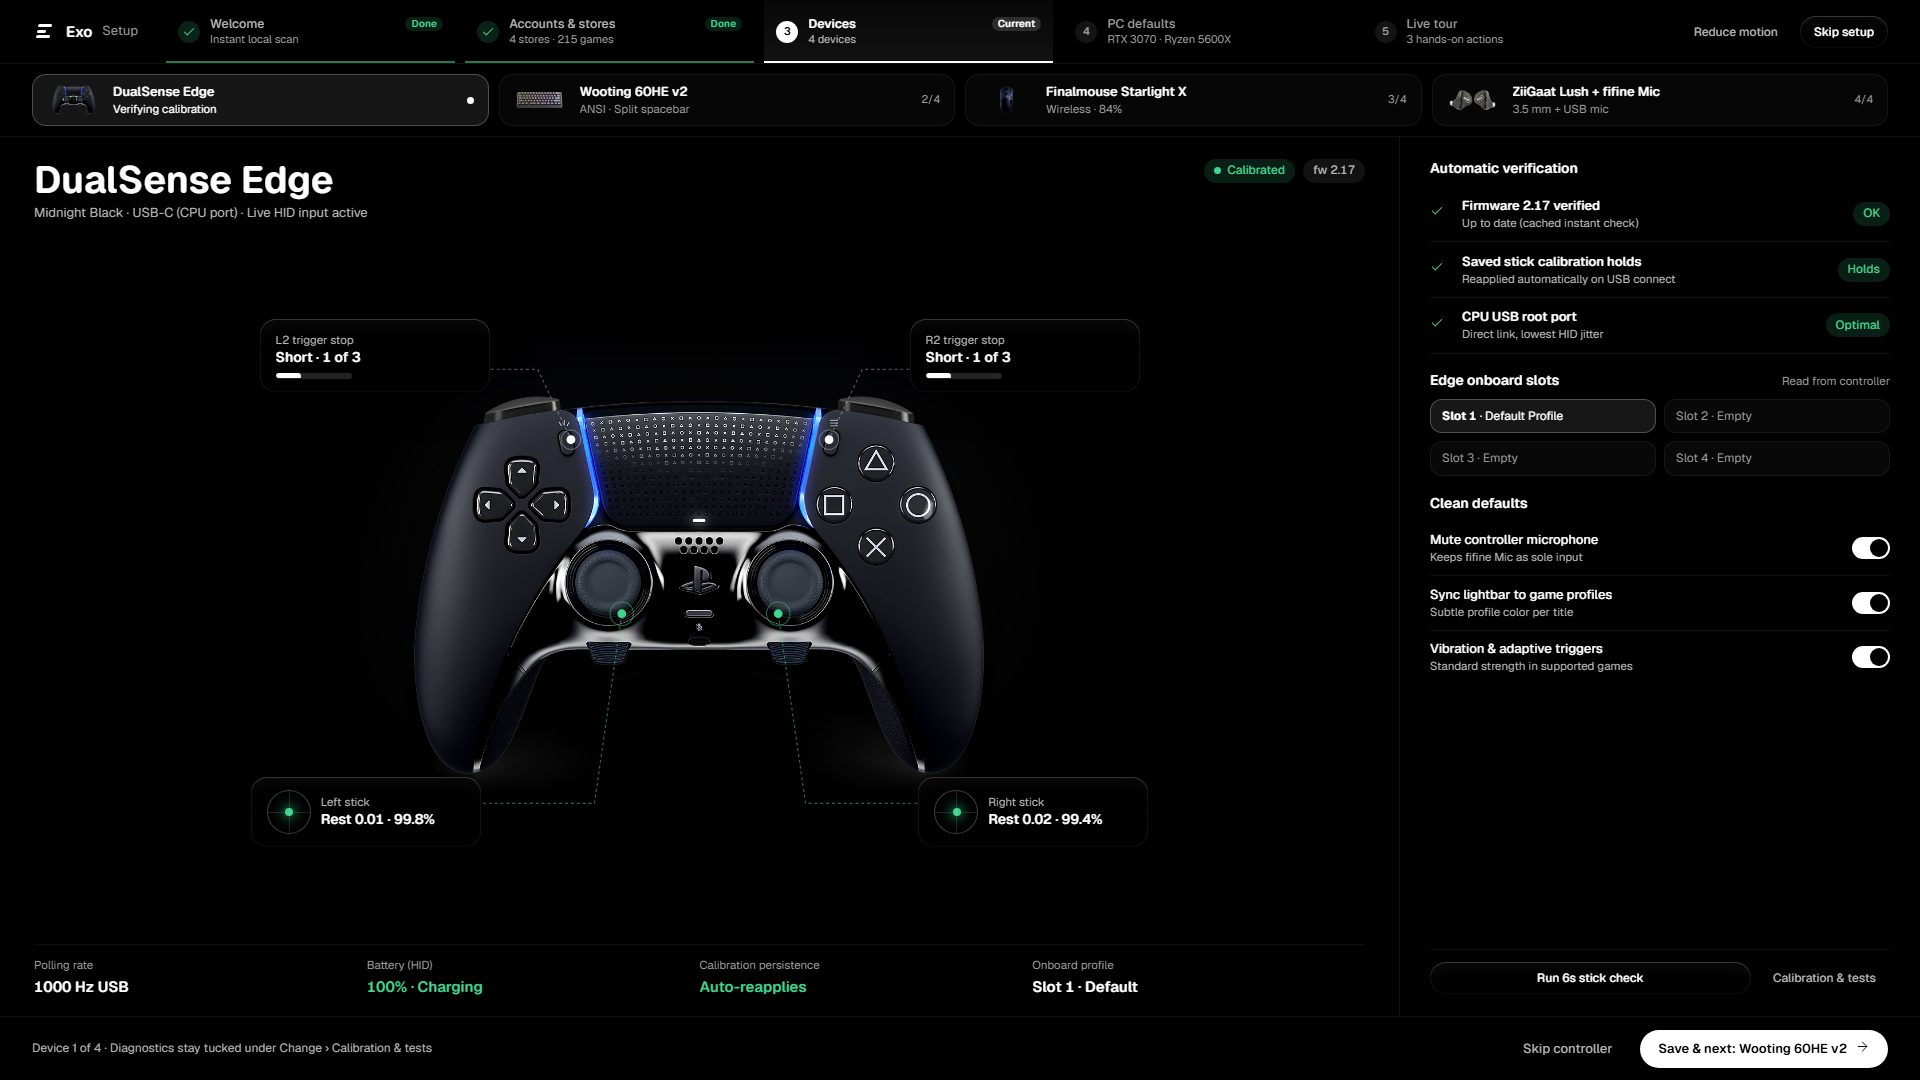 Exo Setup
Welcome
Instant local scan
Done
Accounts & stores
4 stores · 215 games
Done
3
Devices
4 devices
Current
4
PC defaults
RTX 3070 · Ryzen 5600X
5
Live tour
3 hands-on actions
Reduce motion
Skip setup
DualSense Edge
Verifying calibration
Wooting 60HE v2
ANSI · Split spacebar
2/4
Finalmouse Starlight X
Wireless · 84%
3/4
ZiiGaat Lush + fifine Mic
3.5 mm + USB mic
4/4
DualSense Edge
Midnight Black · USB-C (CPU port) · Live HID input active
Calibrated
fw 2.17
L2 trigger stop
Short · 1 of 3
R2 trigger stop
Short · 1 of 3
Left stick
Rest 0.01 · 99.8%
Right stick
Rest 0.02 · 99.4%
Polling rate
1000 Hz USB
Battery (HID)
100% · Charging
Calibration persistence
Auto-reapplies
Onboard profile
Slot 1 · Default
Automatic verification
Firmware 2.17 verified
Up to date (cached instant check)
OK
Saved stick calibration holds
Reapplied automatically on USB connect
Holds
CPU USB root port
Direct link, lowest HID jitter
Optimal
Edge onboard slots
Read from controller
Slot 1 · Default Profile
Slot 2 · Empty
Slot 3 · Empty
Slot 4 · Empty
Clean defaults
Mute controller microphone
Keeps fifine Mic as sole input
Sync lightbar to game profiles
Subtle profile color per title
Vibration & adaptive triggers
Standard strength in supported games
Run 6s stick check
Calibration & tests
Device 1 of 4 · Diagnostics stay tucked under Change › Calibration & tests
Skip controller
Save & next: Wooting 60HE v2 →